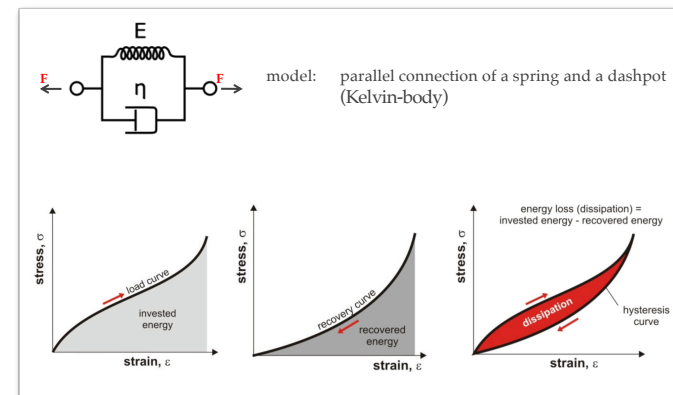 E
F
F
η
model: parallel connection of a spring and a dashpot
(Kelvin-body)
stress, σ
load curve
invested
energy
strain, ε
stress, σ
recovery curve
recovered
energy
strain, ε
energy loss (dissipation) =
invested energy - recovered energy
stress, σ
dissipation
hysteresis
curve
strain, ε